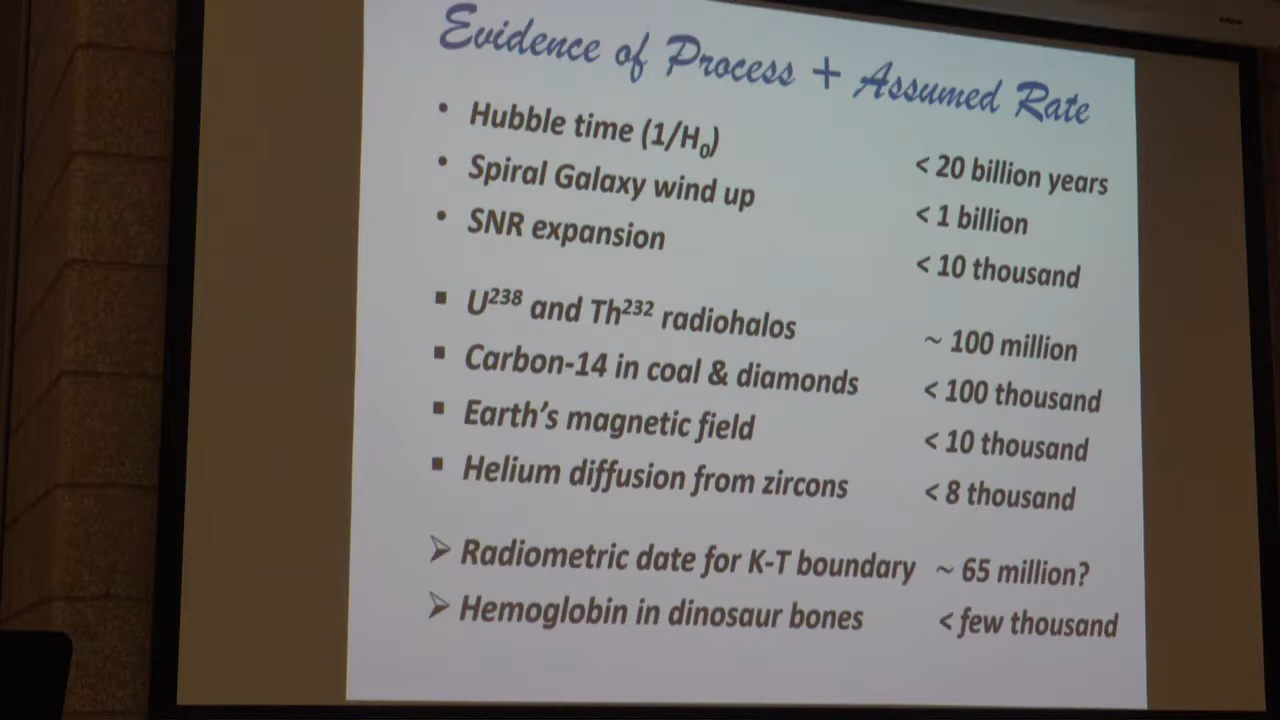 Evidence of Process + Assumed Rate
• Hubble time (1/H₀) < 20 billion years
• Spiral Galaxy wind up < 1 billion
• SNR expansion < 10 thousand
▪ U²³⁸ and Th²³² radiohalos ~ 100 million
▪ Carbon-14 in coal & diamonds < 100 thousand
▪ Earth's magnetic field < 10 thousand
▪ Helium diffusion from zircons < 8 thousand
➢ Radiometric date for K-T boundary ~ 65 million?
➢ Hemoglobin in dinosaur bones < few thousand